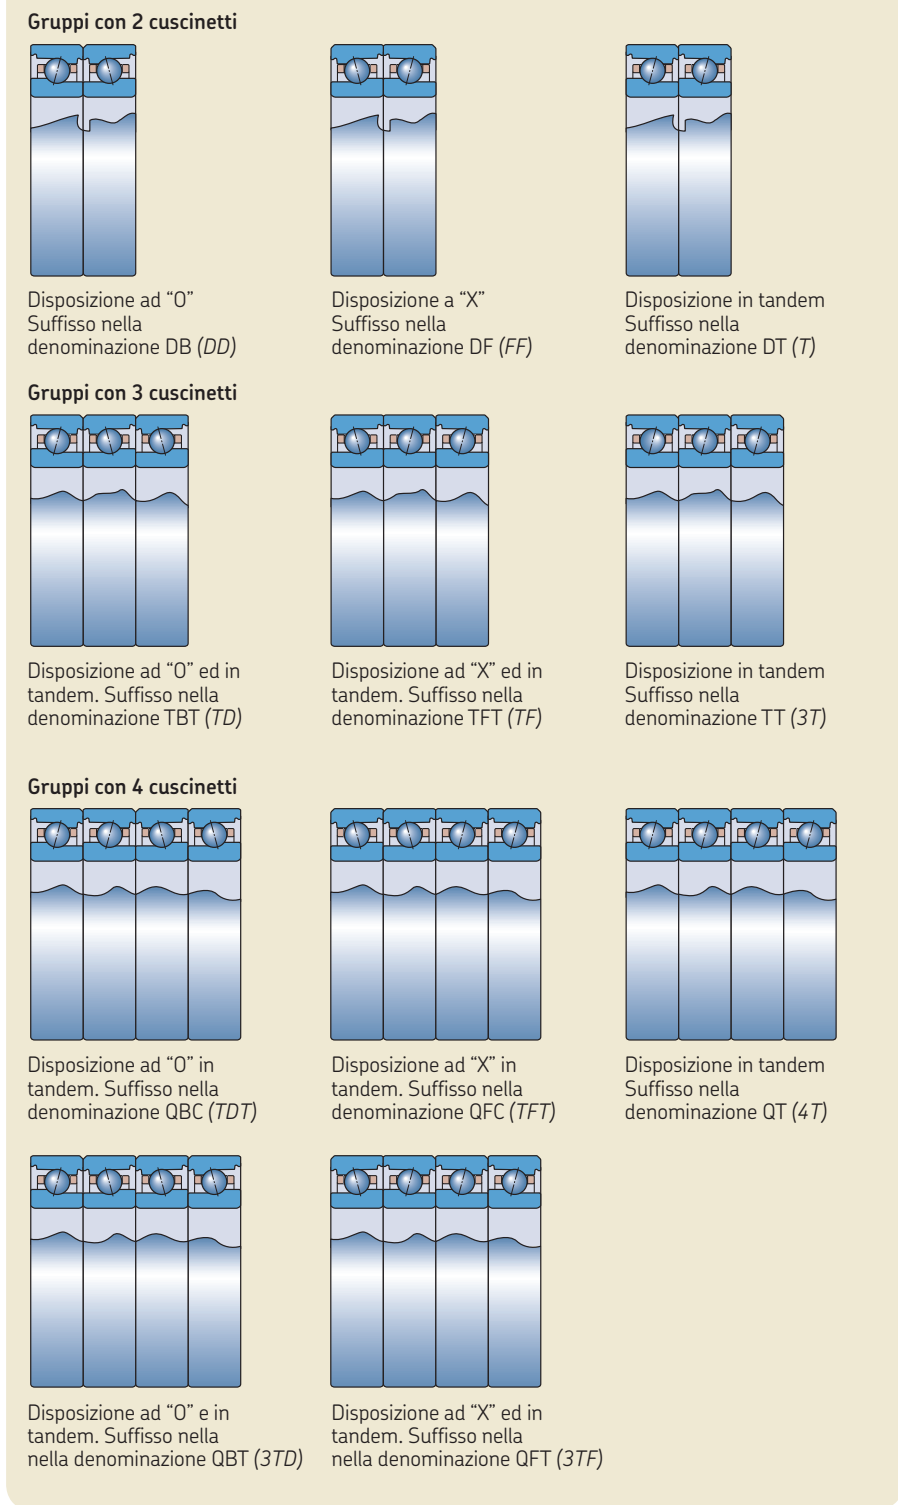 Gruppi con 2 cuscinetti
Disposizione ad “O”
Suffisso nella
denominazione DB (DD)
Disposizione a “X”
Suffisso nella
denominazione DF (FF)
Disposizione in tandem
Suffisso nella
denominazione DT (T)
Gruppi con 3 cuscinetti
Disposizione ad “O” ed in
tandem. Suffisso nella
denominazione TBT (TD)
Disposizione ad “X” ed in
tandem. Suffisso nella
denominazione TFT (TF)
Disposizione in tandem
Suffisso nella
denominazione TT (3T)
Gruppi con 4 cuscinetti
Disposizione ad “O” in
tandem. Suffisso nella
denominazione QBC (TDT)
Disposizione ad “X” in
tandem. Suffisso nella
denominazione QFC (TFT)
Disposizione in tandem
Suffisso nella
denominazione QT (4T)
Disposizione ad “O” e in
tandem. Suffisso nella
nella denominazione QBT (3TD)
Disposizione ad “X” ed in
tandem. Suffisso nella
nella denominazione QFT (3TF)